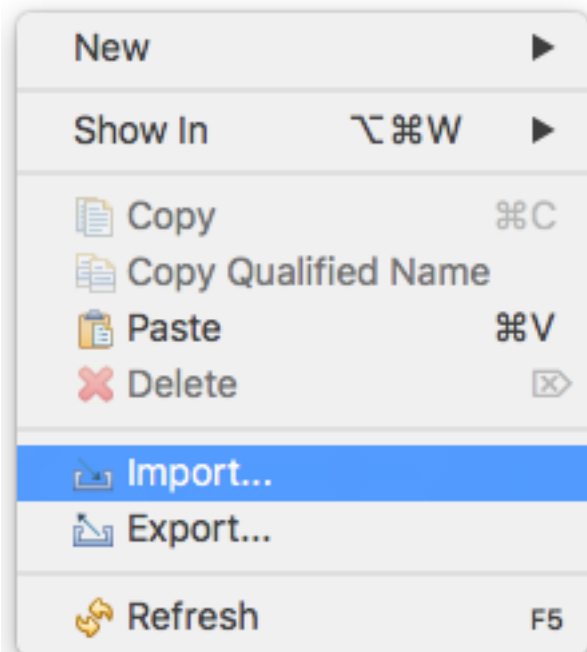 New ▶
Show In ⌥⌘W ▶
Copy ⌘C
Copy Qualified Name
Paste ⌘V
Delete ⌦
Import...
Export...
Refresh F5